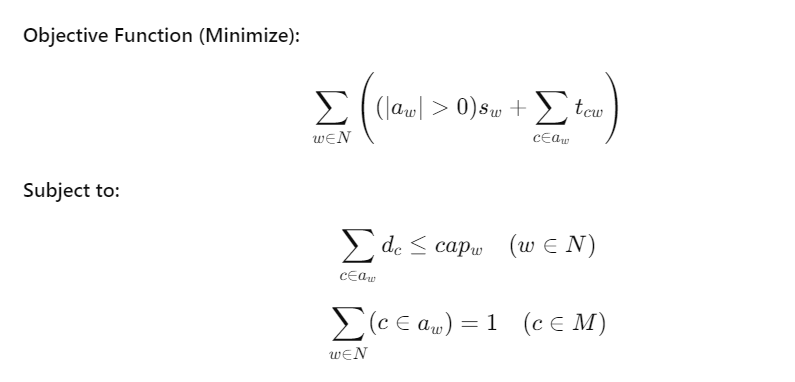 Objective Function (Minimize):
\sum_{w \in N} \left( (|a_w| > 0)s_w + \sum_{c \in a_w} t_{cw} \right)
Subject to:
\sum_{c \in a_w} d_c \leq cap_w \quad (w \in N)
\sum_{w \in N} (c \in a_w) = 1 \quad (c \in M)